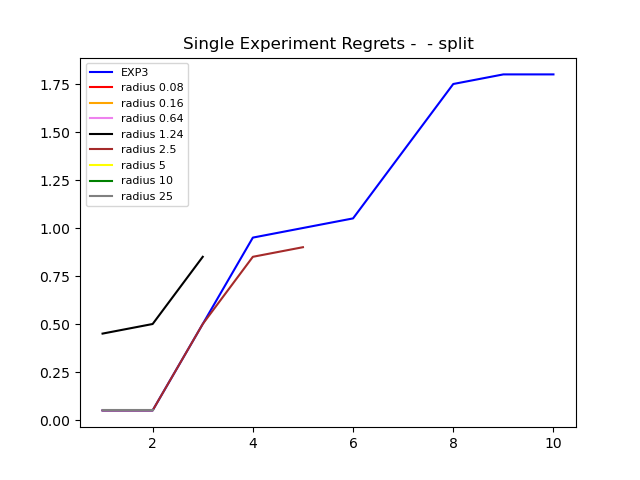 Single Experiment Regrets -  - split
EXP3
radius 0.08
radius 0.16
radius 0.64
radius 1.24
radius 2.5
radius 5
radius 10
radius 25
1.75
1.50
1.25
1.00
0.75
0.50
0.25
0.00
2 4 6 8 10